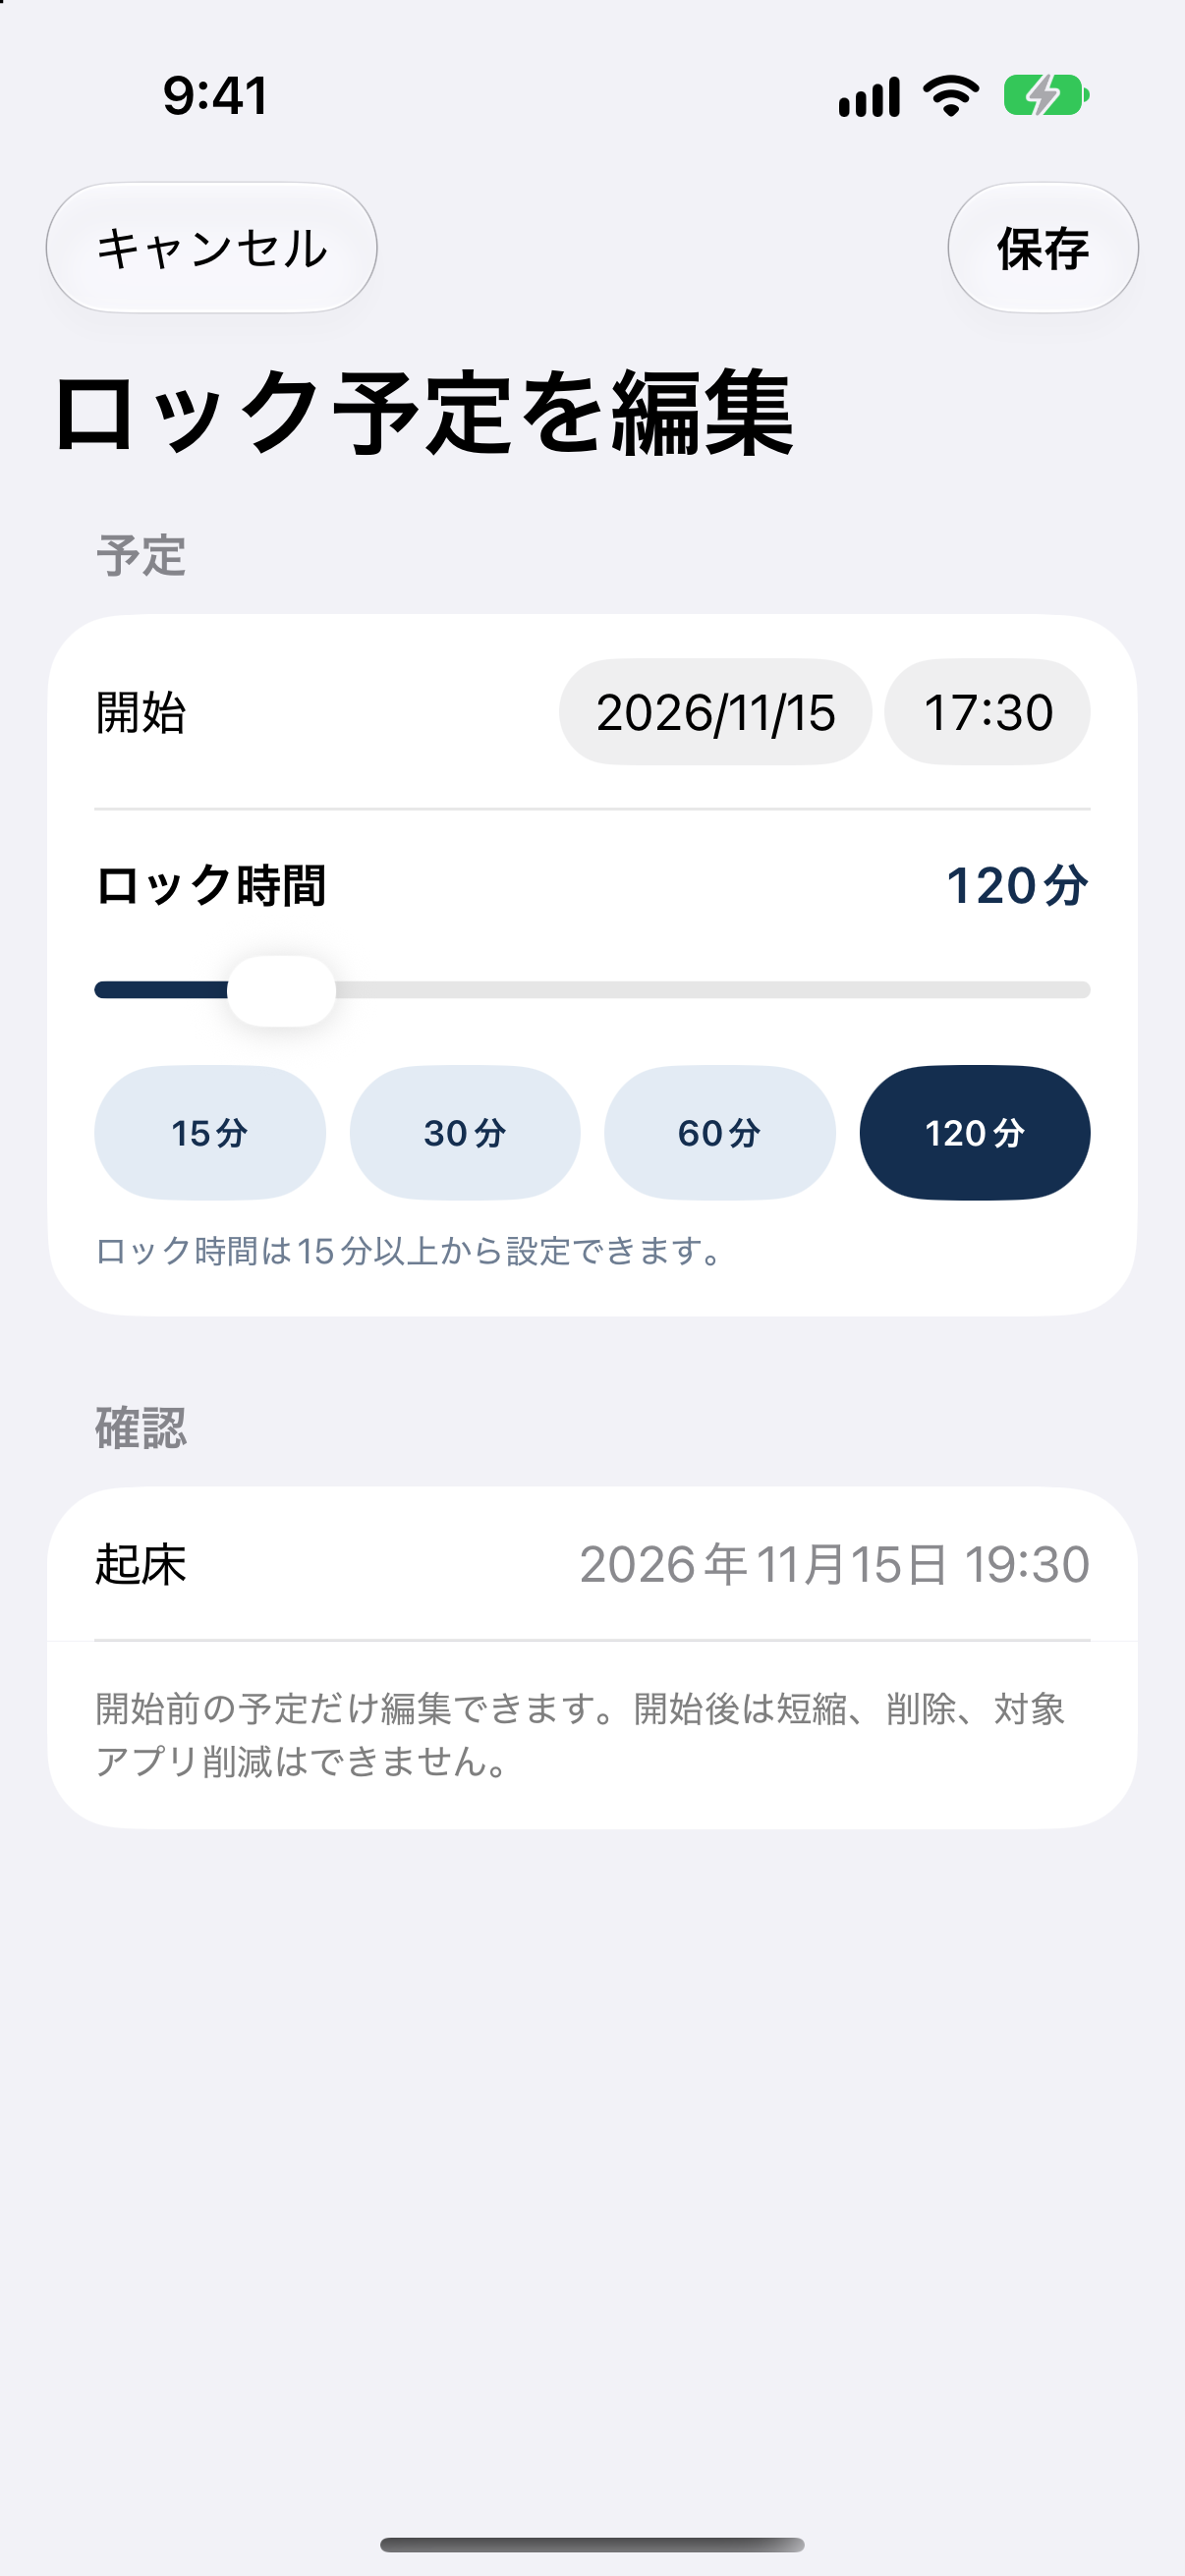 9:41
キャンセル 保存
ロック予定を編集
予定
開始 2026/11/15 17:30
ロック時間 120分
15分 30分 60分 120分
ロック時間は15分以上から設定できます。
確認
起床 2026年11月15日 19:30
開始前の予定だけ編集できます。開始後は短縮、削除、対象
アプリ削減はできません。